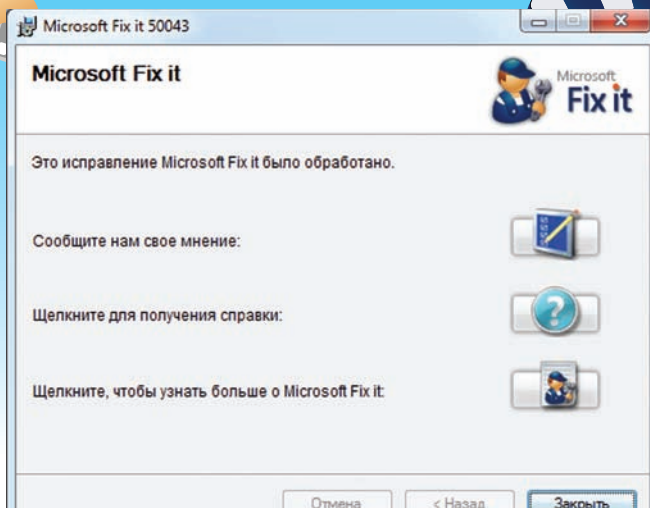 Microsoft Fix it 50043
Microsoft Fix it
Microsoft
Fix it
Это исправление Microsoft Fix it было обработано.
Сообщите нам свое мнение:
Щелкните для получения справки:
Щелкните, чтобы узнать больше о Microsoft Fix it:
Отмена
< Назад
Закрыть